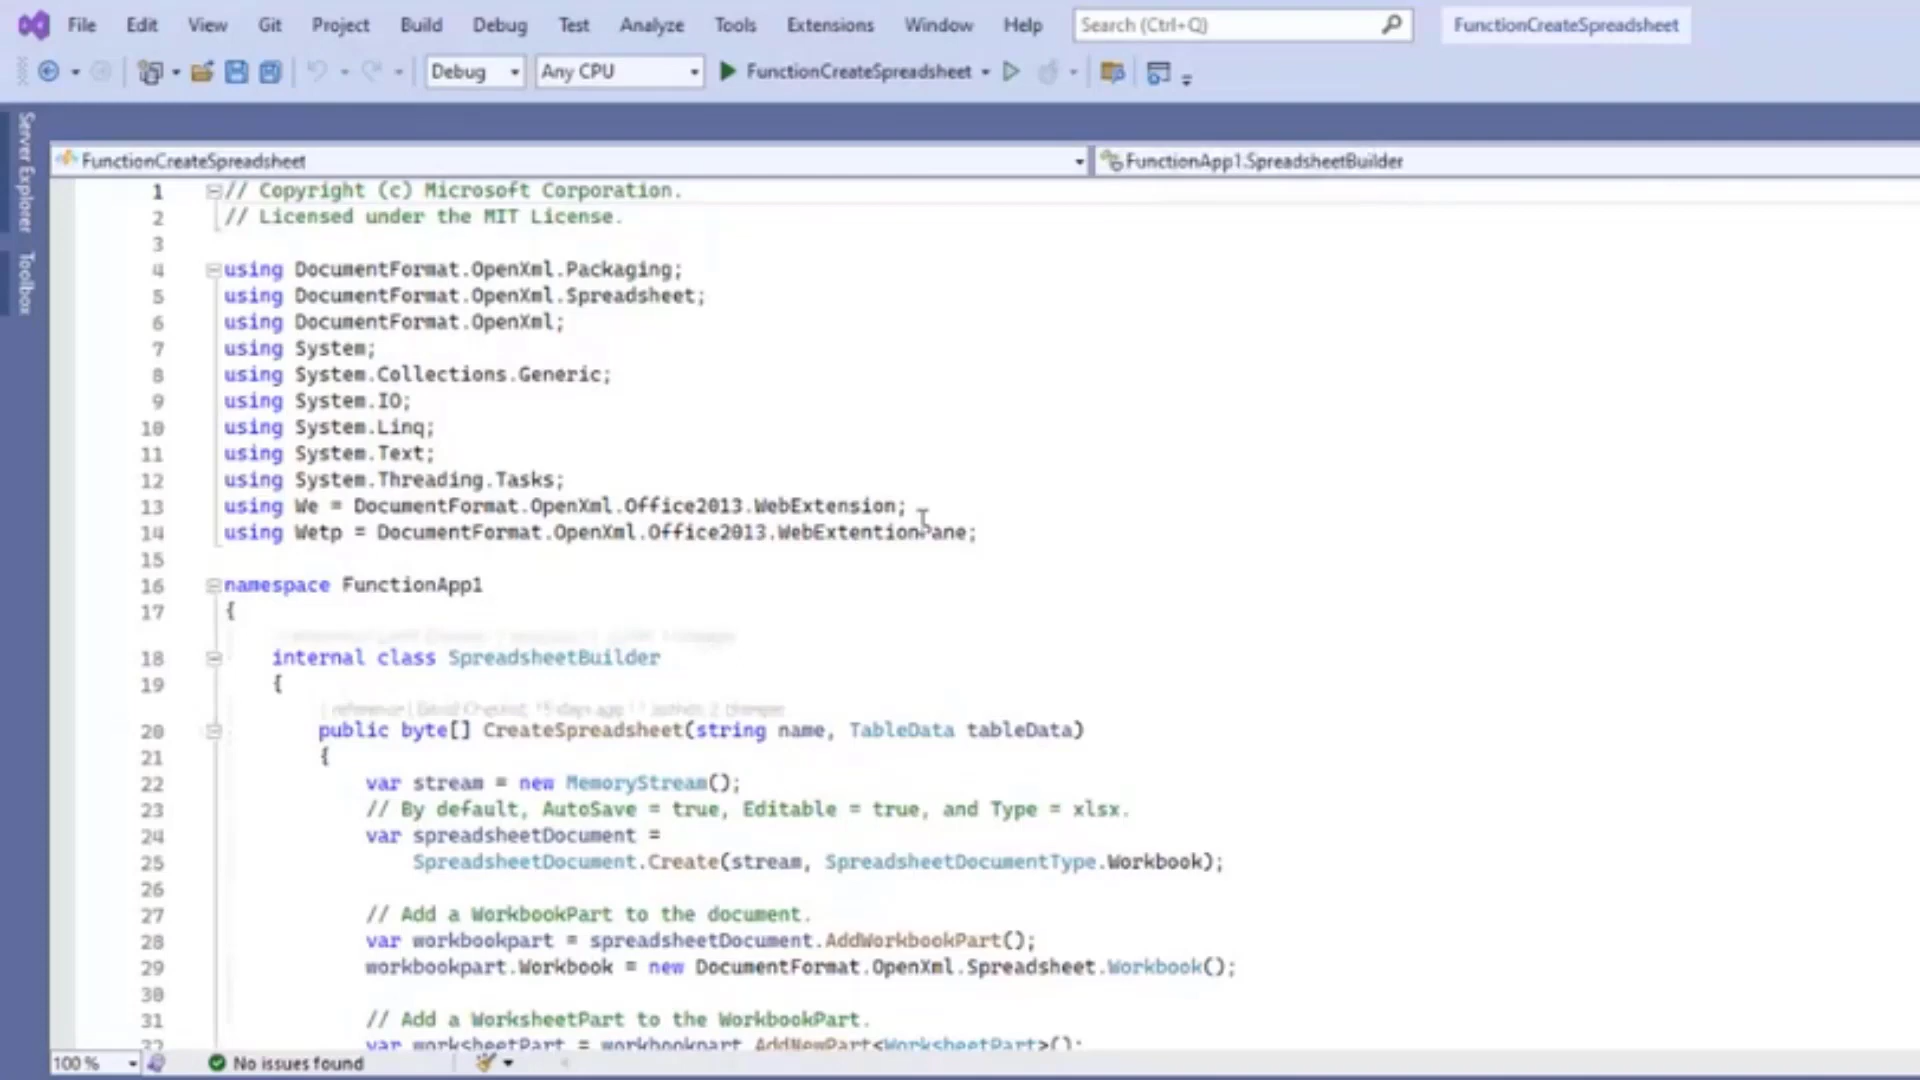 File Edit View Git Project Build Debug Test Analyze Tools Extensions Window Help Search (Ctrl+Q) FunctionCreateSpreadsheet
Debug Any CPU FunctionCreateSpreadsheet
Server Explorer
Toolbox
FunctionCreateSpreadsheet FunctionApp1.SpreadsheetBuilder
1 // Copyright (c) Microsoft Corporation.
2 // Licensed under the MIT License.
3
4 using DocumentFormat.OpenXml.Packaging;
5 using DocumentFormat.OpenXml.Spreadsheet;
6 using DocumentFormat.OpenXml;
7 using System;
8 using System.Collections.Generic;
9 using System.IO;
10 using System.Linq;
11 using System.Text;
12 using System.Threading.Tasks;
13 using We = DocumentFormat.OpenXml.Office2013.WebExtension;
14 using Wetp = DocumentFormat.OpenXml.Office2013.WebExtentionPane;
15
16 namespace FunctionApp1
17 {
18 internal class SpreadsheetBuilder
19 {
20 public byte[] CreateSpreadsheet(string name, TableData tableData)
21 {
22 var stream = new MemoryStream();
23 // By default, AutoSave = true, Editable = true, and Type = xlsx.
24 var spreadsheetDocument =
25 SpreadsheetDocument.Create(stream, SpreadsheetDocumentType.Workbook);
26
27 // Add a WorkbookPart to the document.
28 var workbookpart = spreadsheetDocument.AddWorkbookPart();
29 workbookpart.Workbook = new DocumentFormat.OpenXml.Spreadsheet.Workbook();
30
31 // Add a WorksheetPart to the WorkbookPart.
32 var worksheetPart = workbookpart.AddNewPart<WorksheetPart>();
100 % No issues found